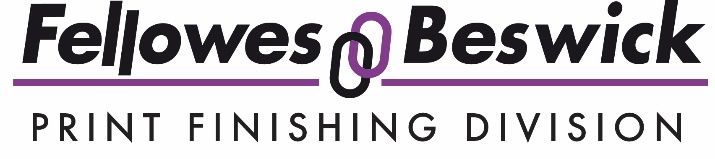 Fellowes Beswick
PRINT FINISHING DIVISION